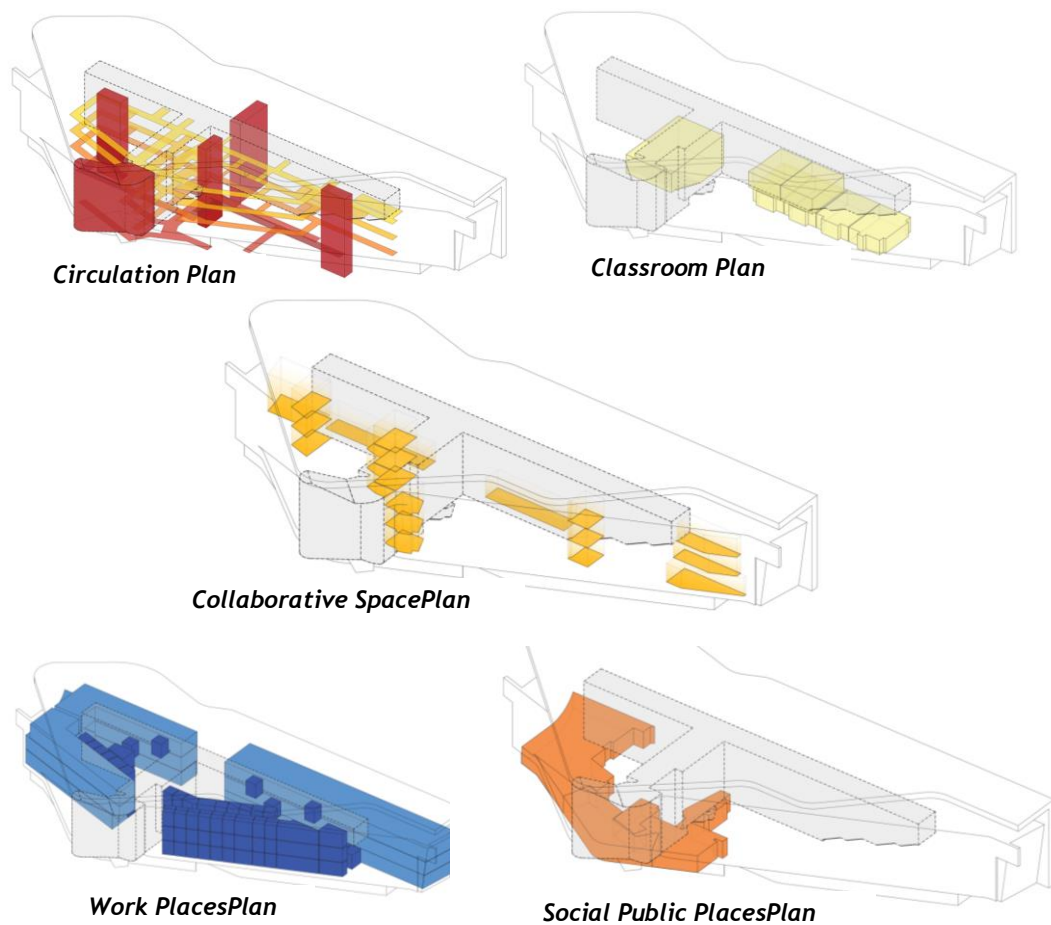 Circulation Plan
Classroom Plan
Collaborative SpacePlan
Work PlacesPlan
Social Public PlacesPlan